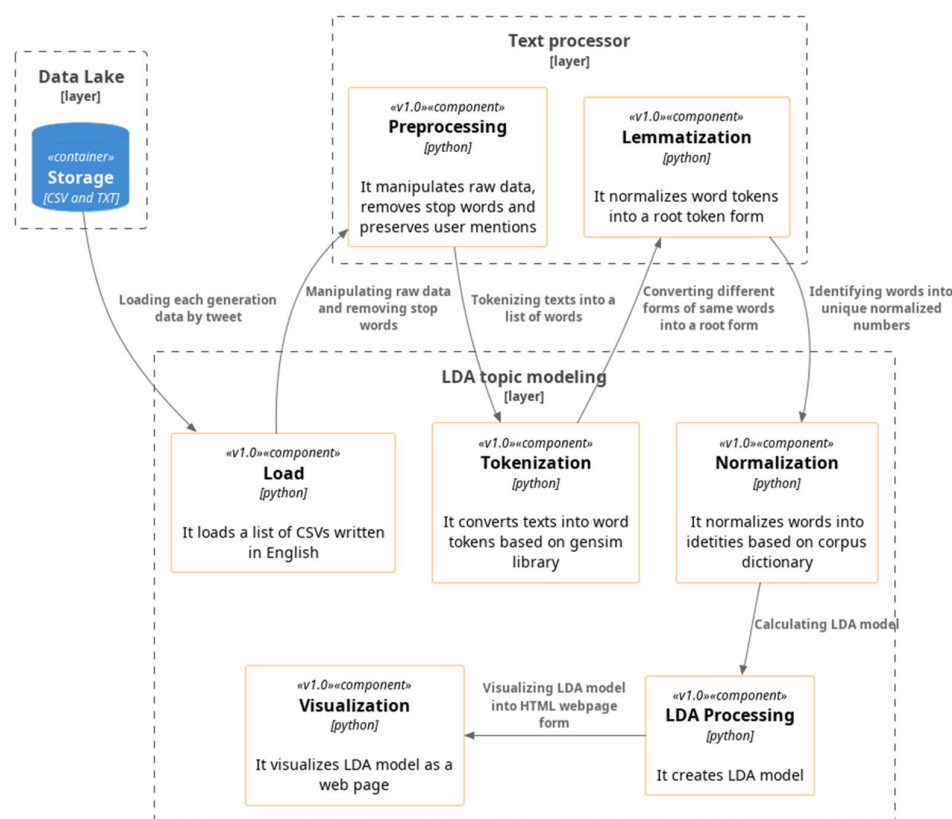 Text processor
[layer]
Data Lake
[layer]
«container»
Storage
[CSV and TXT]
«v1.0»«component»
Preprocessing
[python]
It manipulates raw data,
removes stop words and
preserves user mentions
«v1.0»«component»
Lemmatization
[python]
It normalizes word tokens
into a root token form
Loading each generation
data by tweet
Manipulating raw data
and removing stop
words
Tokenizing texts into a
list of words
Converting different
forms of same words
into a root form
Identifying words into
unique normalized
numbers
LDA topic modeling
[layer]
«v1.0»«component»
Load
[python]
It loads a list of CSVs written
in English
«v1.0»«component»
Tokenization
[python]
It converts texts into word
tokens based on gensim
library
«v1.0»«component»
Normalization
[python]
It normalizes words into
idetities based on corpus
dictionary
Calculating LDA model
«v1.0»«component»
Visualization
[python]
It visualizes LDA model as a
web page
Visualizing LDA model
into HTML webpage
form
«v1.0»«component»
LDA Processing
[python]
It creates LDA model